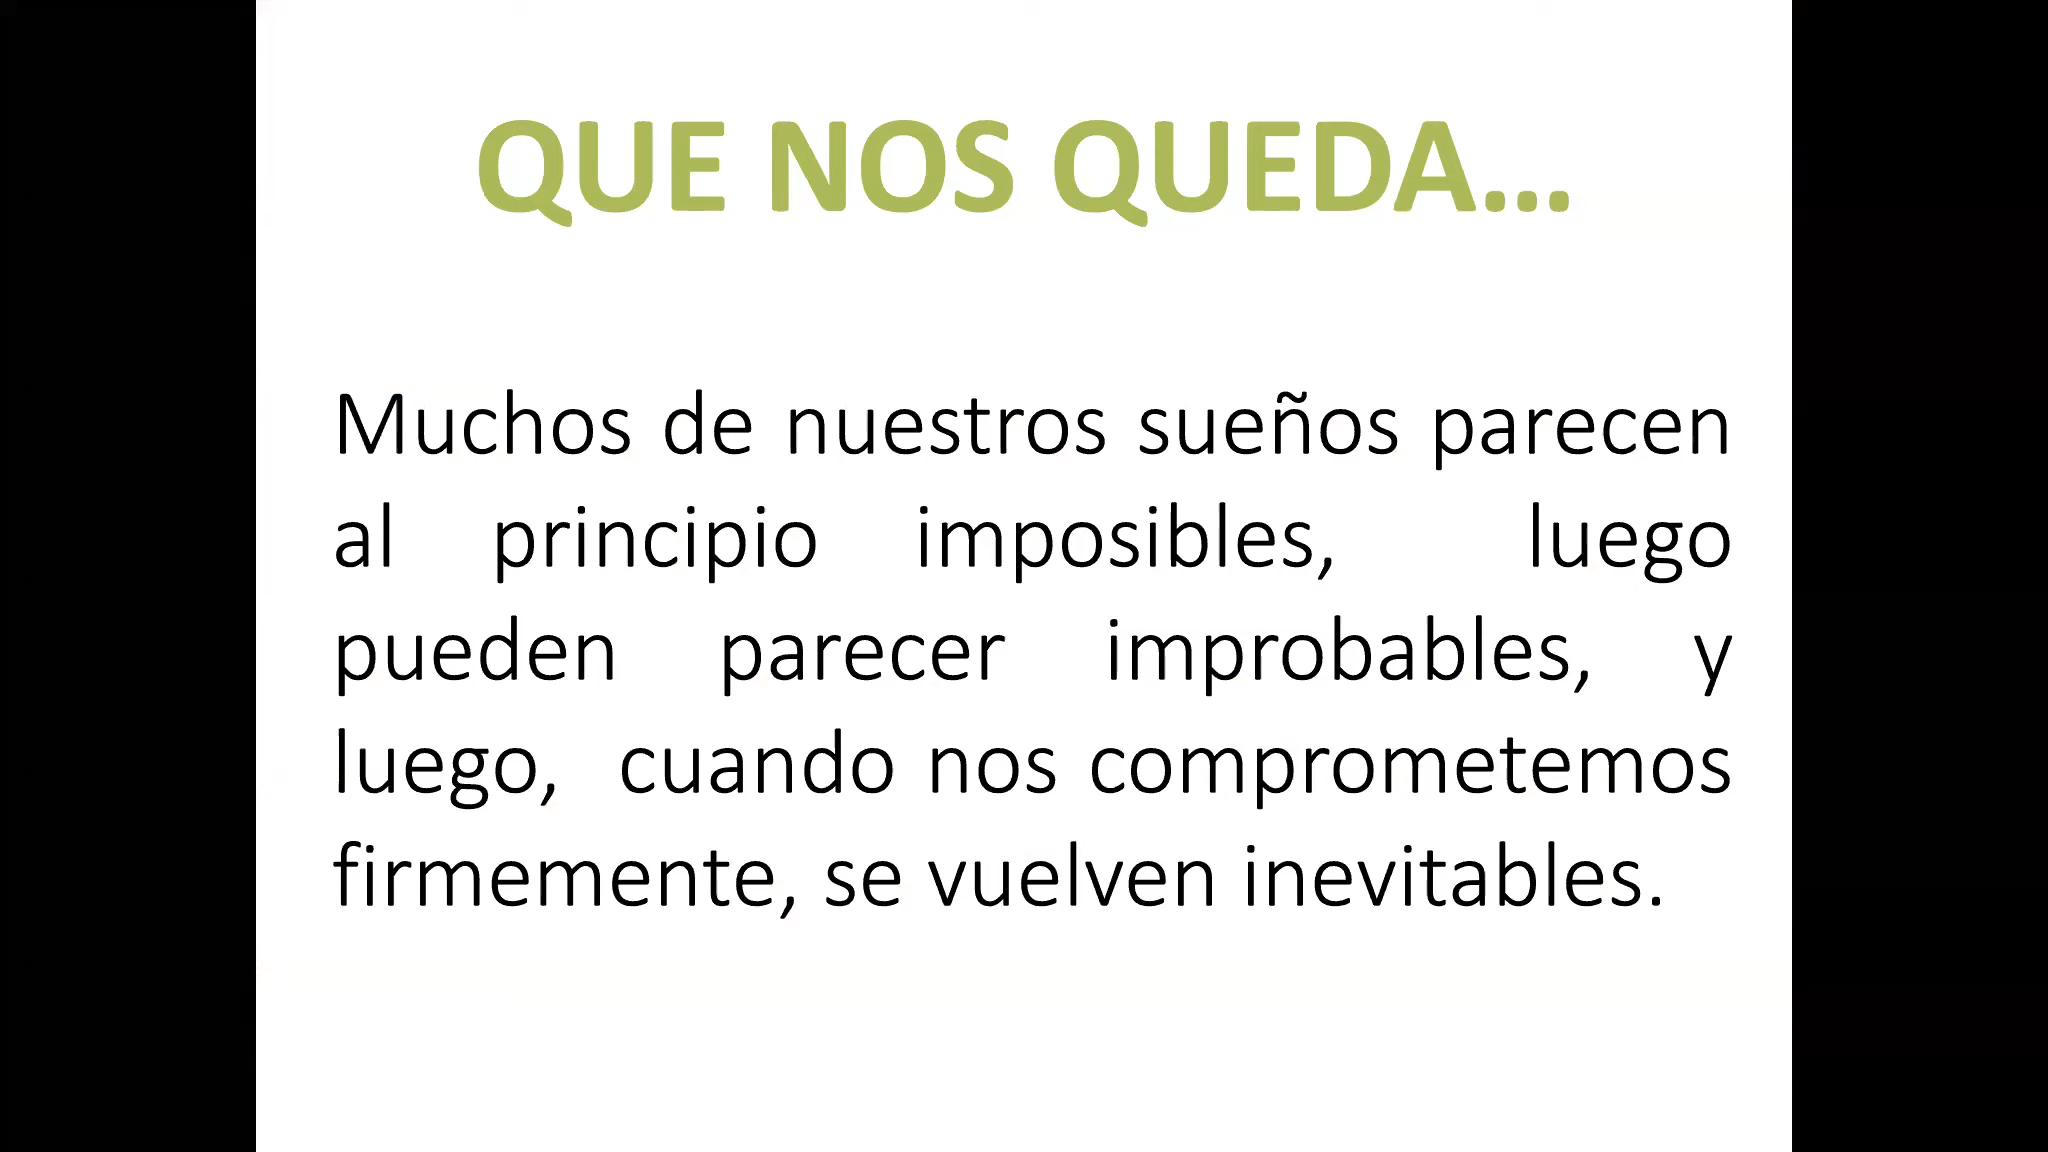 QUE NOS QUEDA...
Muchos de nuestros sueños parecen
al principio imposibles, luego
pueden parecer improbables, y
luego, cuando nos comprometemos
firmemente, se vuelven inevitables.